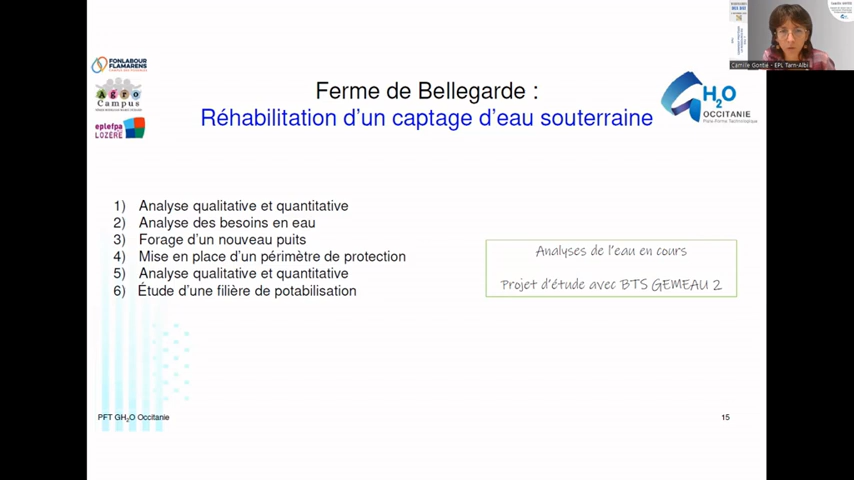 FONLABOUR
FLAMARENS
Agro
Campus
eplefpa
LOZÈRE
Ferme de Bellegarde :
Réhabilitation d'un captage d'eau souterraine
GH2O
OCCITANIE
Plate-Forme Technologique
Camille Gontié - EPL Tarn-Albi
1) Analyse qualitative et quantitative
2) Analyse des besoins en eau
3) Forage d'un nouveau puits
4) Mise en place d'un périmètre de protection
5) Analyse qualitative et quantitative
6) Étude d'une filière de potabilisation
Analyses de l'eau en cours
Projet d'étude avec BTS GEMEAU 2
PFT GH2O Occitanie
15